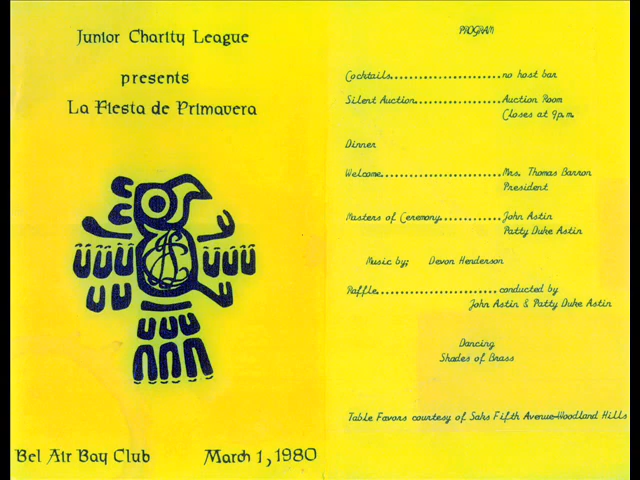 Junior Charity League
presents
La Fiesta de Primavera
JCL
Bel Air Bay Club March 1, 1980
PROGRAM
Cocktails........................no host bar
Silent Auction...................Auction Room
Closes at 9p.m.
Dinner
Welcome..........................Mrs. Thomas Barron
President
Masters of Ceremony.............John Astin
Patty Duke Astin
Music by; Devon Henderson
Raffle..........................conducted by
John Astin & Patty Duke Astin
Dancing
Shades of Brass
Table Favors courtesy of Saks Fifth Avenue-Woodland Hills